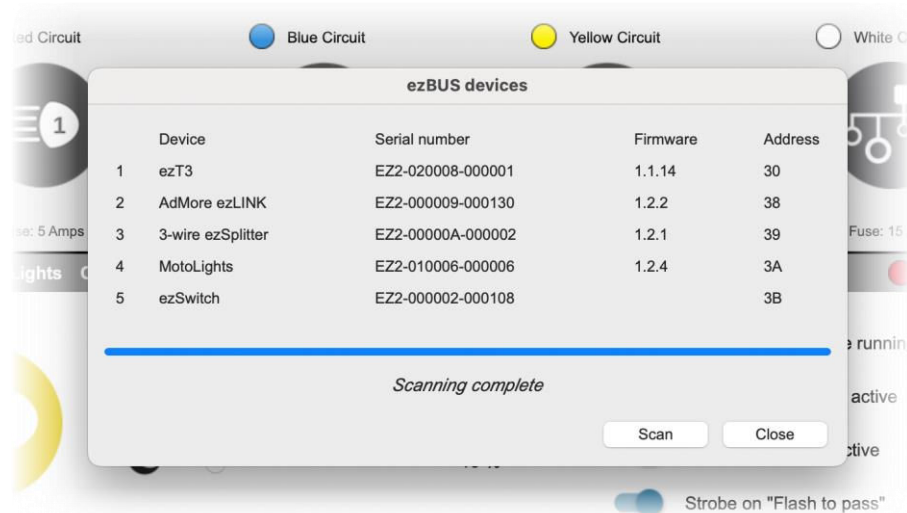 ed Circuit Blue Circuit Yellow Circuit White C
ezBUS devices
1
Device Serial number Firmware Address
1 ezT3 EZ2-020008-000001 1.1.14 30
2 AdMore ezLINK EZ2-000009-000130 1.2.2 38
se: 5 Amps 3 3-wire ezSplitter EZ2-00000A-000002 1.2.1 39 Fuse: 15
ights 4 MotoLights EZ2-010006-000006 1.2.4 3A
5 ezSwitch EZ2-000002-000108 3B
e runnin
Scanning complete
active
Scan Close
ctive
Strobe on "Flash to pass"